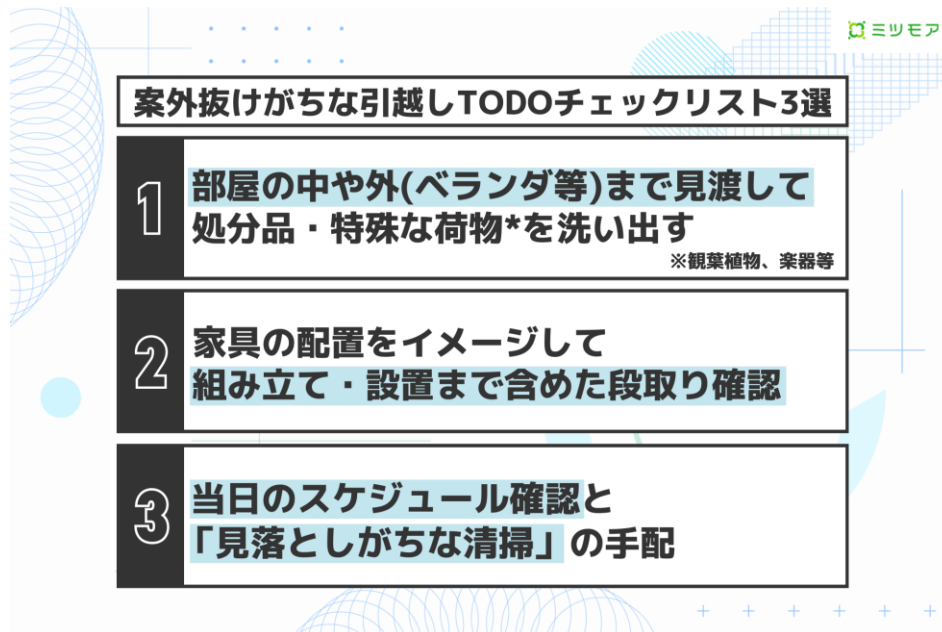 ミツモア
案外抜けがちな引越しTODOチェックリスト3選
1
部屋の中や外(ベランダ等)まで見渡して
処分品・特殊な荷物*を洗い出す
※観葉植物、楽器等
2
家具の配置をイメージして
組み立て・設置まで含めた段取り確認
3
当日のスケジュール確認と
「見落としがちな清掃」の手配